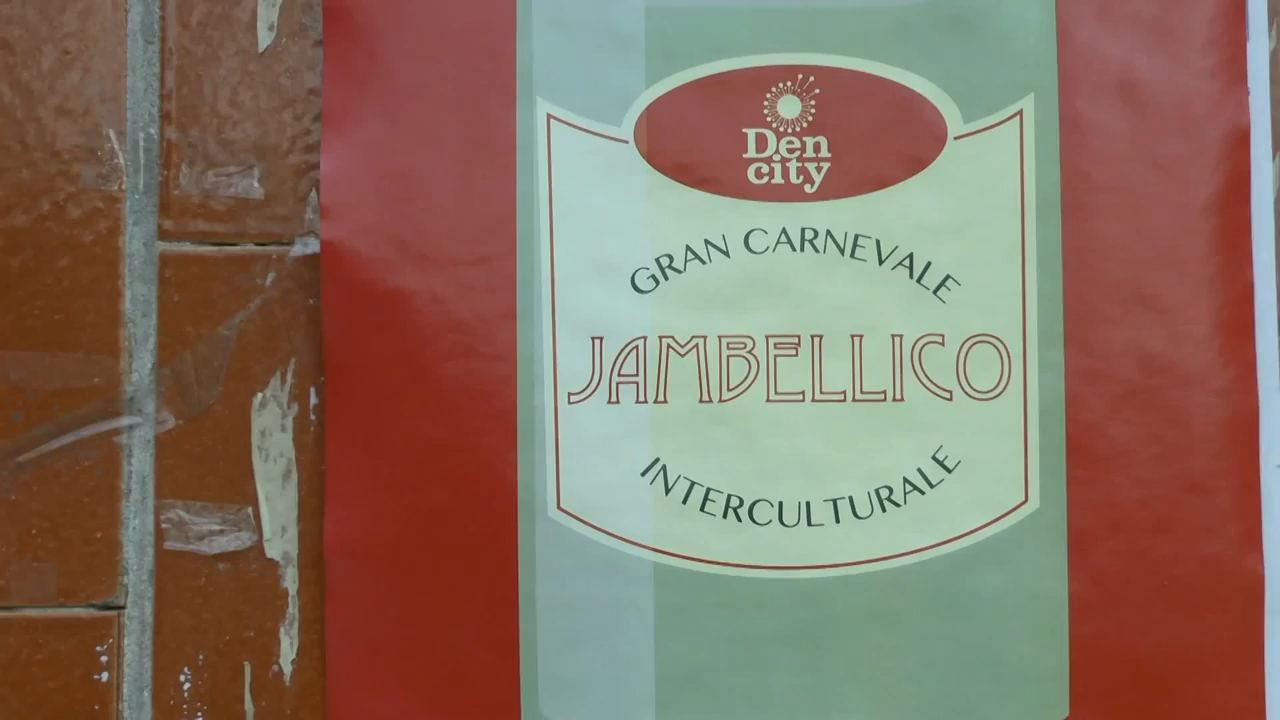 Den
city
GRAN CARNEVALE
JAMBELLICO
INTERCULTURALE